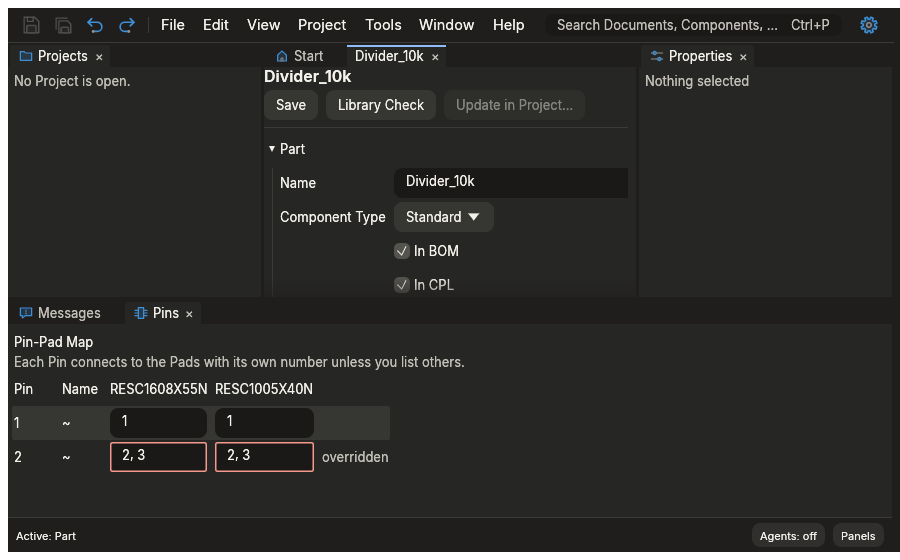 File Edit View Project Tools Window Help Search Documents, Components, ... Ctrl+P
Projects × Start Divider_10k × Properties ×
No Project is open. Divider_10k Nothing selected
Save Library Check Update in Project...
▾ Part
Name Divider_10k
Component Type Standard
In BOM
In CPL
Messages Pins ×
Pin-Pad Map
Each Pin connects to the Pads with its own number unless you list others.
Pin Name RESC1608X55N RESC1005X40N
1 ~ 1 1
2 ~ 2, 3 2, 3 overridden
Active: Part Agents: off Panels